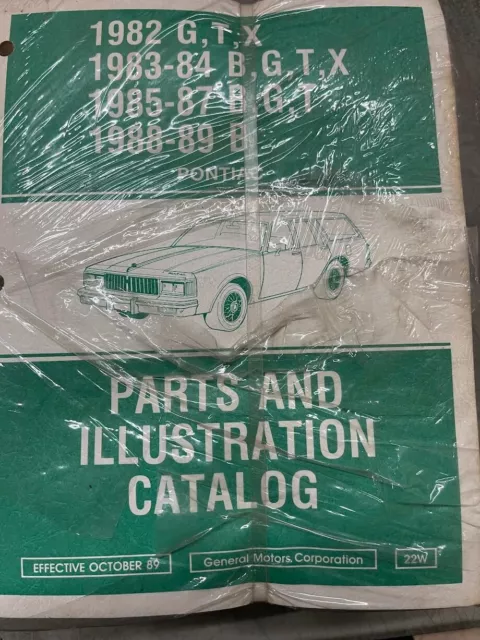 1982 G,T,X
1983-84 B,G,T,X
1985-87 B,G,T
1988-89 B
PONTIAC
PARTS AND
ILLUSTRATION
CATALOG
EFFECTIVE OCTOBER 89
General Motors Corporation
22W